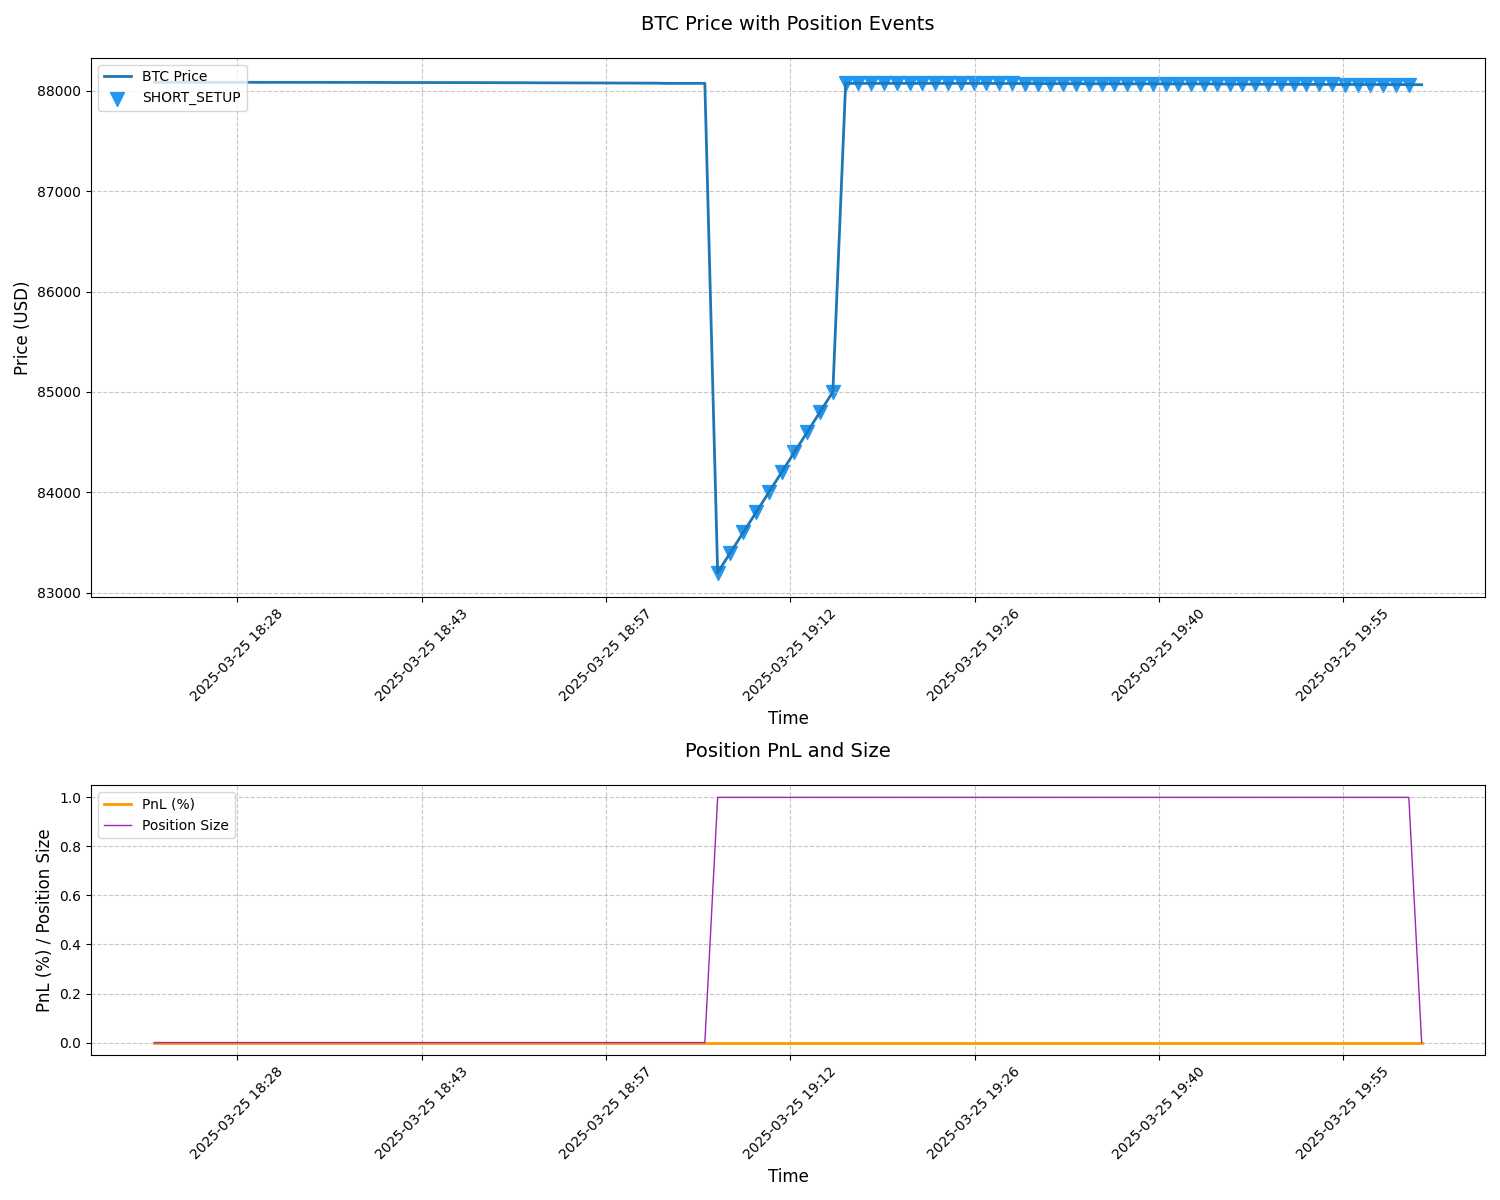 BTC Price with Position Events
BTC Price
SHORT_SETUP
Price (USD)
88000
87000
86000
85000
84000
83000
2025-03-25 18:28
2025-03-25 18:43
2025-03-25 18:57
2025-03-25 19:12
2025-03-25 19:26
2025-03-25 19:40
2025-03-25 19:55
Time
Position PnL and Size
PnL (%)
Position Size
PnL (%) / Position Size
1.0
0.8
0.6
0.4
0.2
0.0
2025-03-25 18:28
2025-03-25 18:43
2025-03-25 18:57
2025-03-25 19:12
2025-03-25 19:26
2025-03-25 19:40
2025-03-25 19:55
Time